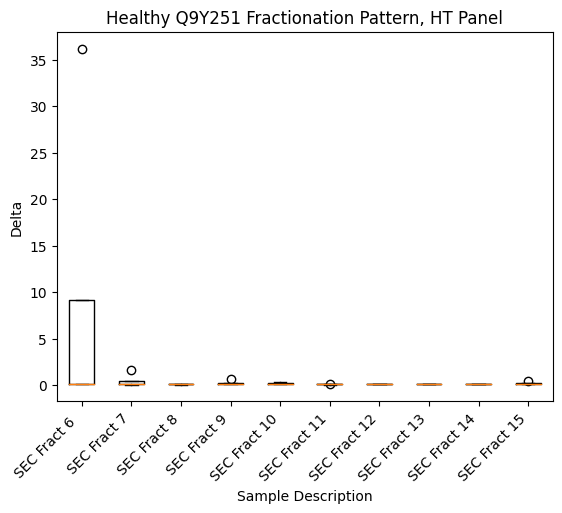 Healthy Q9Y251 Fractionation Pattern, HT Panel
Delta
35
30
25
20
15
10
5
0
SEC Fract 6
SEC Fract 7
SEC Fract 8
SEC Fract 9
SEC Fract 10
SEC Fract 11
SEC Fract 12
SEC Fract 13
SEC Fract 14
SEC Fract 15
Sample Description